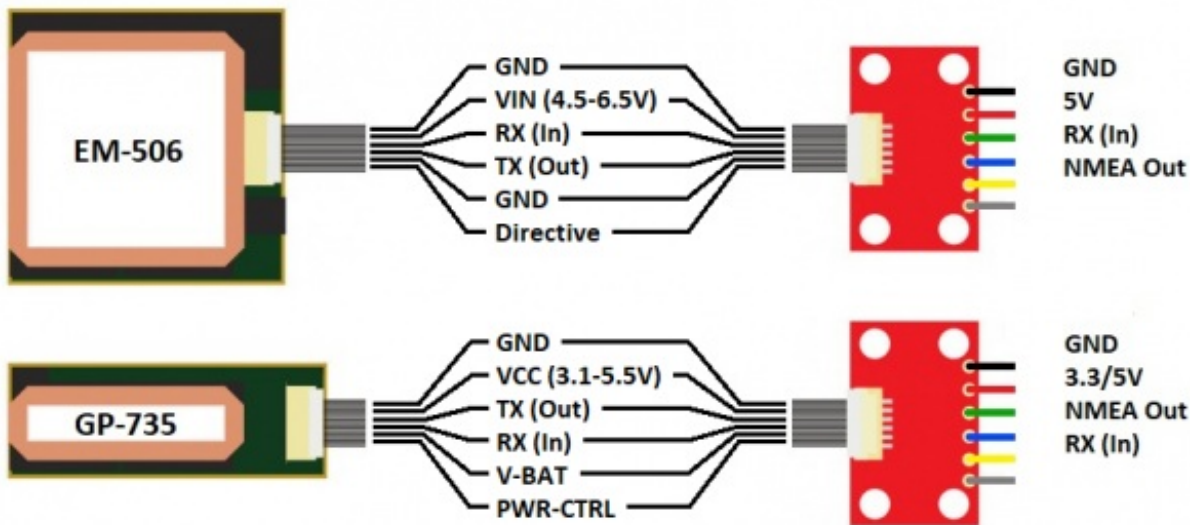 EM-506
GND
VIN (4.5-6.5V)
RX (In)
TX (Out)
GND
Directive
GND
5V
RX (In)
NMEA Out
GP-735
GND
VCC (3.1-5.5V)
TX (Out)
RX (In)
V-BAT
PWR-CTRL
GND
3.3/5V
NMEA Out
RX (In)